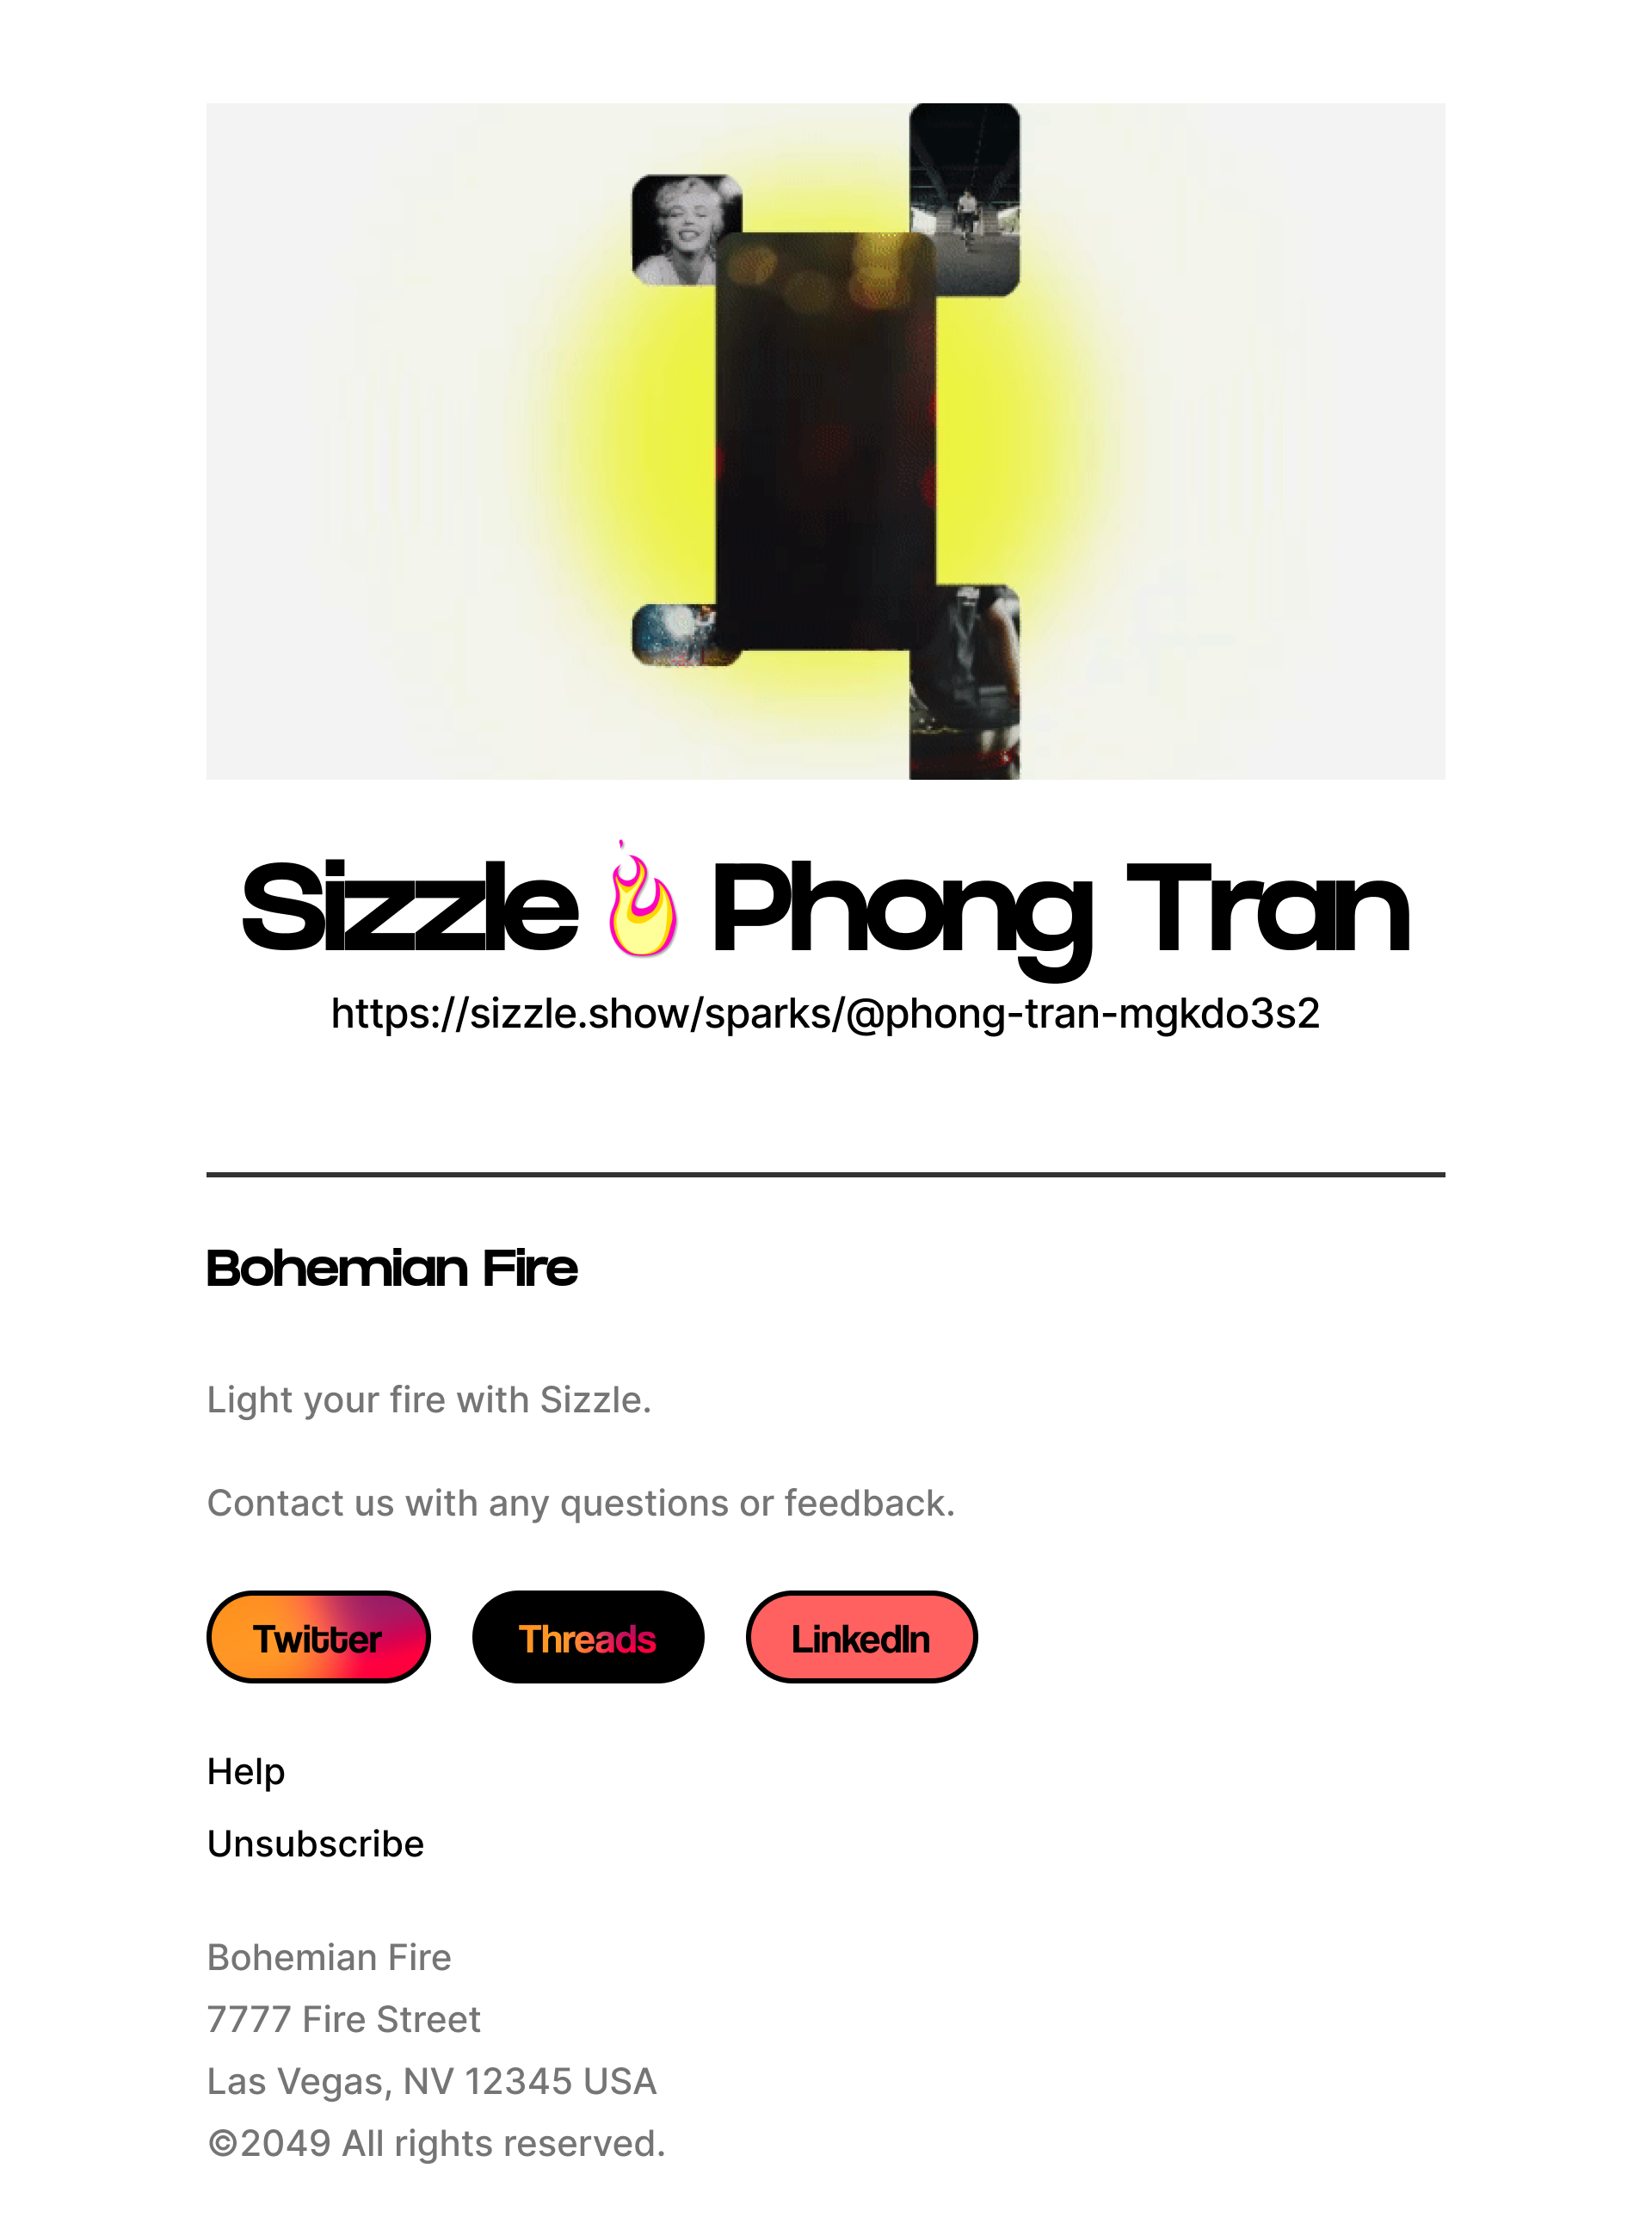 Sizzle 🔥 Phong Tran
https://sizzle.show/sparks/@phong-tran-mgkdo3s2
Bohemian Fire
Light your fire with Sizzle.
Contact us with any questions or feedback.
Twitter Threads LinkedIn
Help
Unsubscribe
Bohemian Fire
7777 Fire Street
Las Vegas, NV 12345 USA
©2049 All rights reserved.